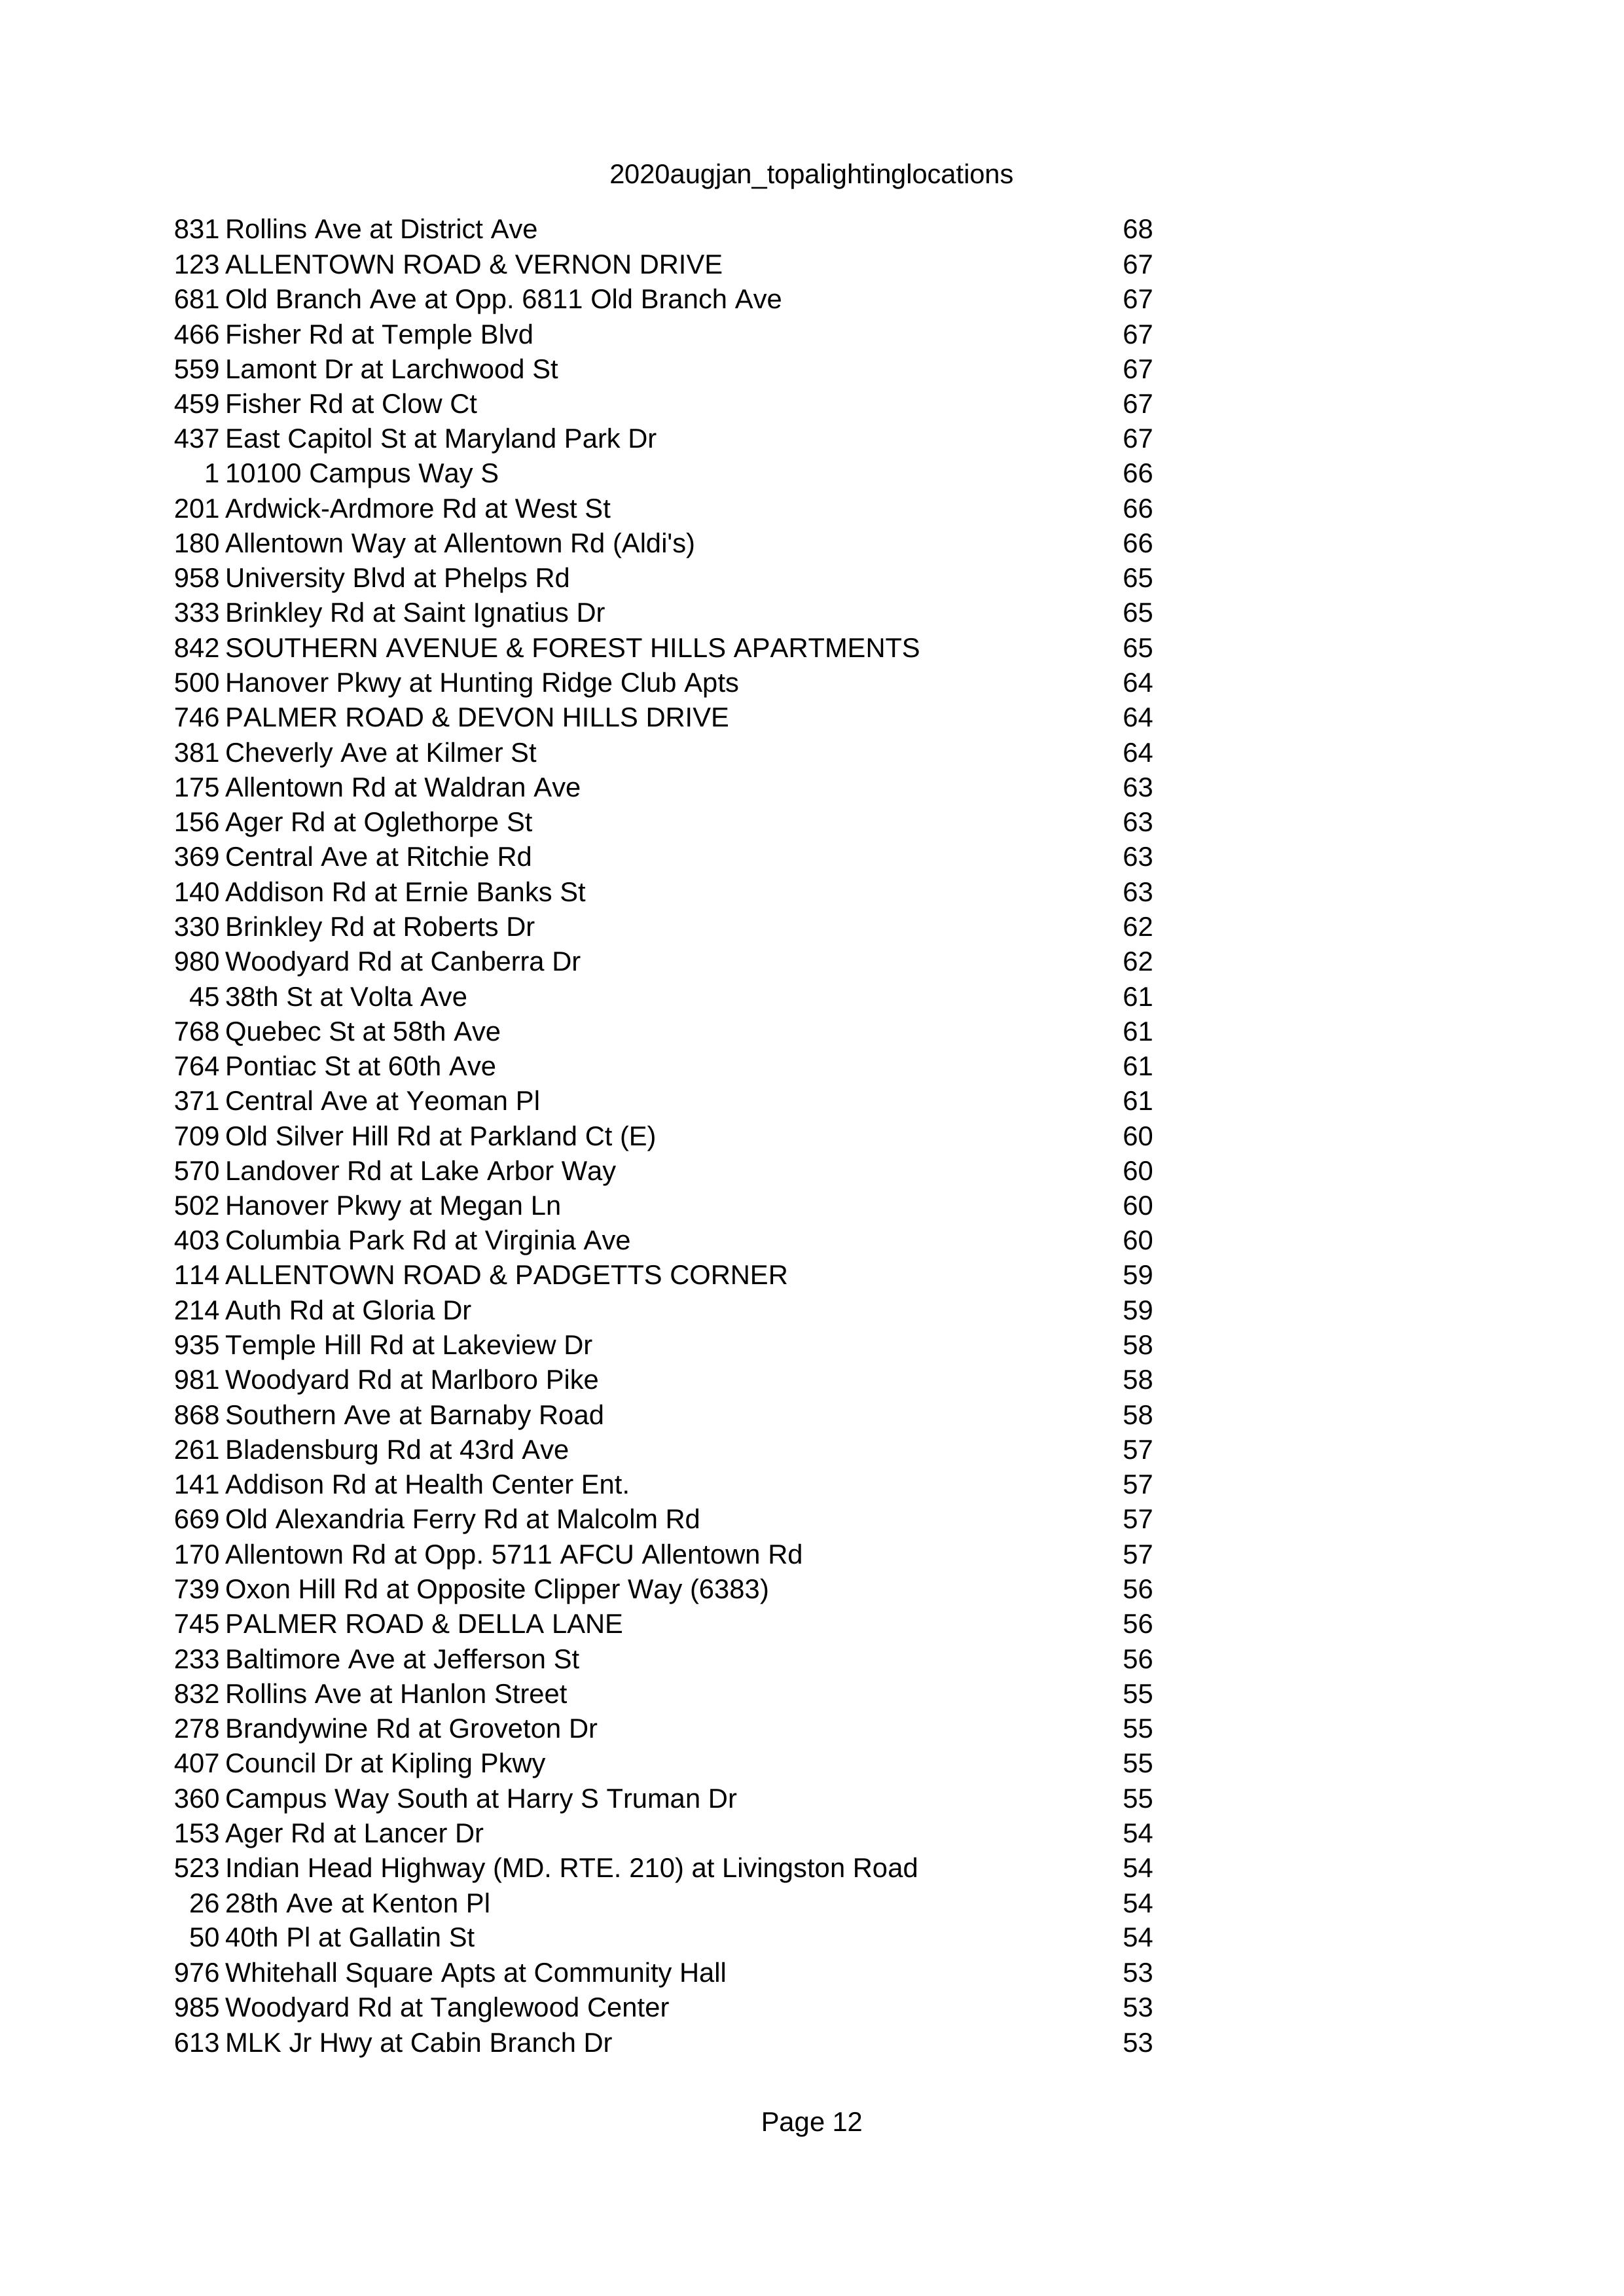 2020augjan_topalightinglocations
831 Rollins Ave at District Ave 68
123 ALLENTOWN ROAD & VERNON DRIVE 67
681 Old Branch Ave at Opp. 6811 Old Branch Ave 67
466 Fisher Rd at Temple Blvd 67
559 Lamont Dr at Larchwood St 67
459 Fisher Rd at Clow Ct 67
437 East Capitol St at Maryland Park Dr 67
1 10100 Campus Way S 66
201 Ardwick-Ardmore Rd at West St 66
180 Allentown Way at Allentown Rd (Aldi's) 66
958 University Blvd at Phelps Rd 65
333 Brinkley Rd at Saint Ignatius Dr 65
842 SOUTHERN AVENUE & FOREST HILLS APARTMENTS 65
500 Hanover Pkwy at Hunting Ridge Club Apts 64
746 PALMER ROAD & DEVON HILLS DRIVE 64
381 Cheverly Ave at Kilmer St 64
175 Allentown Rd at Waldran Ave 63
156 Ager Rd at Oglethorpe St 63
369 Central Ave at Ritchie Rd 63
140 Addison Rd at Ernie Banks St 63
330 Brinkley Rd at Roberts Dr 62
980 Woodyard Rd at Canberra Dr 62
45 38th St at Volta Ave 61
768 Quebec St at 58th Ave 61
764 Pontiac St at 60th Ave 61
371 Central Ave at Yeoman Pl 61
709 Old Silver Hill Rd at Parkland Ct (E) 60
570 Landover Rd at Lake Arbor Way 60
502 Hanover Pkwy at Megan Ln 60
403 Columbia Park Rd at Virginia Ave 60
114 ALLENTOWN ROAD & PADGETTS CORNER 59
214 Auth Rd at Gloria Dr 59
935 Temple Hill Rd at Lakeview Dr 58
981 Woodyard Rd at Marlboro Pike 58
868 Southern Ave at Barnaby Road 58
261 Bladensburg Rd at 43rd Ave 57
141 Addison Rd at Health Center Ent. 57
669 Old Alexandria Ferry Rd at Malcolm Rd 57
170 Allentown Rd at Opp. 5711 AFCU Allentown Rd 57
739 Oxon Hill Rd at Opposite Clipper Way (6383) 56
745 PALMER ROAD & DELLA LANE 56
233 Baltimore Ave at Jefferson St 56
832 Rollins Ave at Hanlon Street 55
278 Brandywine Rd at Groveton Dr 55
407 Council Dr at Kipling Pkwy 55
360 Campus Way South at Harry S Truman Dr 55
153 Ager Rd at Lancer Dr 54
523 Indian Head Highway (MD. RTE. 210) at Livingston Road 54
26 28th Ave at Kenton Pl 54
50 40th Pl at Gallatin St 54
976 Whitehall Square Apts at Community Hall 53
985 Woodyard Rd at Tanglewood Center 53
613 MLK Jr Hwy at Cabin Branch Dr 53
Page 12